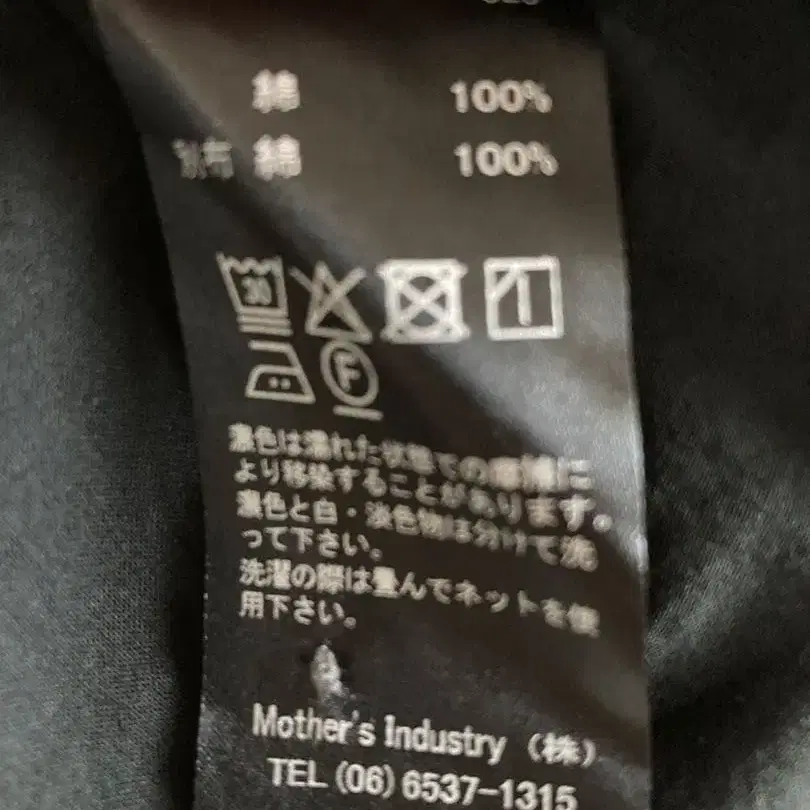 綿 100%
別布 綿 100%
30
F
濃色は濡れた状態での摩擦に
より移染することがあります。
濃色と白・淡色物は分けて洗
って下さい。
洗濯の際は畳んでネットを使
用下さい。
Mother's Industry (株)
TEL (06) 6537-1315